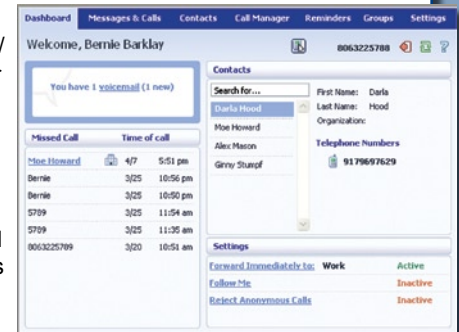 Dashboard Messages & Calls Contacts Call Manager Reminders Groups Settings
Welcome, Bernie Barklay 8063225788
You have 1 voicemail (1 new)
Missed Call Time of call
Moe Howard 4/7 5:51 pm
Bernie 3/25 10:56 pm
Bernie 3/25 10:50 pm
5789 3/25 11:54 am
5789 3/25 11:35 am
8063225789 3/20 10:51 am
Contacts
Search for...
Darla Hood
Moe Howard
Alex Mason
Ginny Stumpf
First Name: Darla
Last Name: Hood
Organization:
Telephone Numbers
9179697629
Settings
Forward Immediately to: Work Active
Follow Me Inactive
Reject Anonymous Calls Inactive